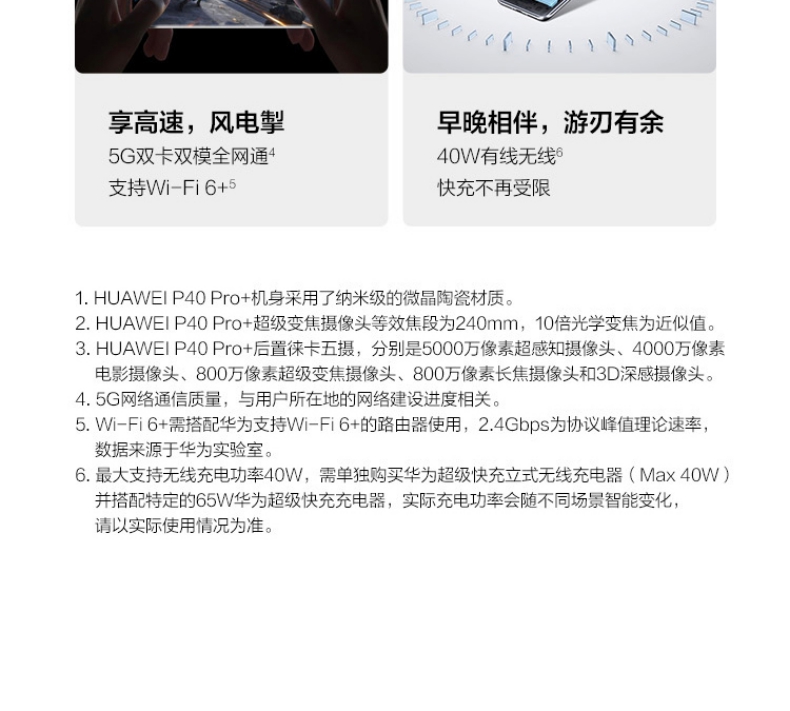 享高速，风电掣
5G双卡双模全网通4
支持Wi-Fi 6+5
早晚相伴，游刃有余
40W有线无线6
快充不再受限
1. HUAWEI P40 Pro+机身采用了纳米级的微晶陶瓷材质。
2. HUAWEI P40 Pro+超级变焦摄像头等效焦段为240mm，10倍光学变焦为近似值。
3. HUAWEI P40 Pro+后置徕卡五摄，分别是5000万像素超感知摄像头、4000万像素
电影摄像头、800万像素超级变焦摄像头、800万像素长焦摄像头和3D深感摄像头。
4. 5G网络通信质量，与用户所在地的网络建设进度相关。
5. Wi-Fi 6+需搭配华为支持Wi-Fi 6+的路由器使用，2.4Gbps为协议峰值理论速率，
数据来源于华为实验室。
6. 最大支持无线充电功率40W，需单独购买华为超级快充立式无线充电器（Max 40W）
并搭配特定的65W华为超级快充充电器，实际充电功率会随不同场景智能变化，
请以实际使用情况为准。